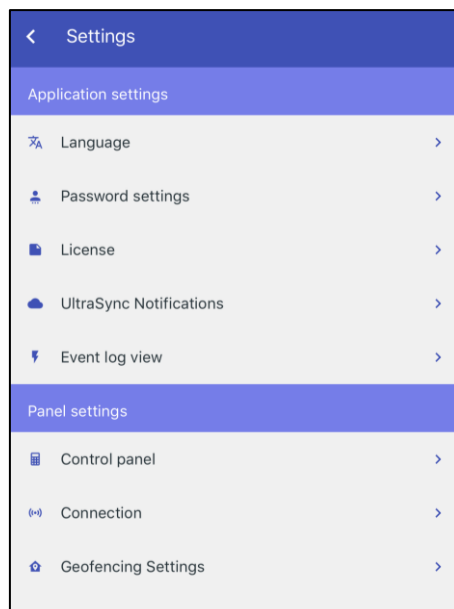 Settings
Application settings
Language
Password settings
License
UltraSync Notifications
Event log view
Panel settings
Control panel
Connection
Geofencing Settings